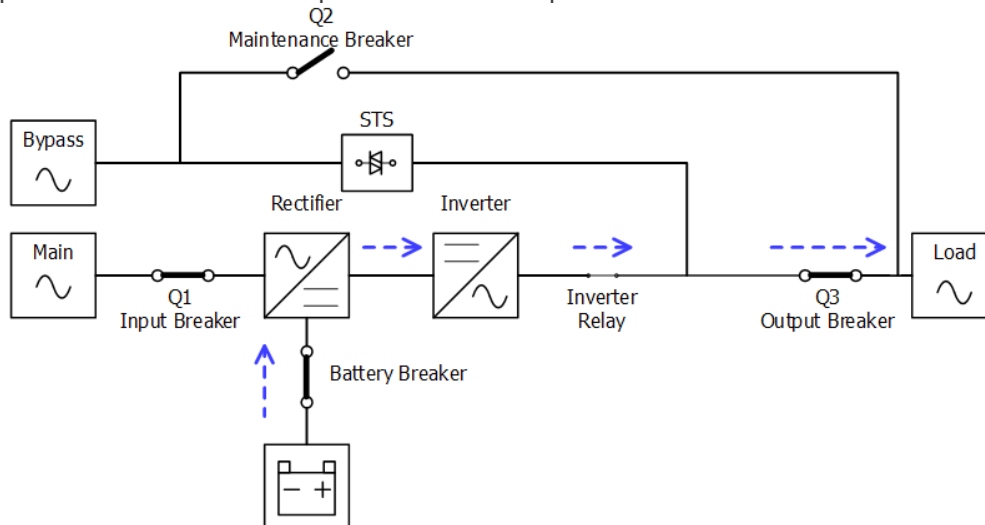 Q2
Maintenance Breaker
STS
Bypass
Rectifier
Inverter
Main
Load
Q1
Input Breaker
Inverter
Relay
Q3
Output Breaker
Battery Breaker
− +